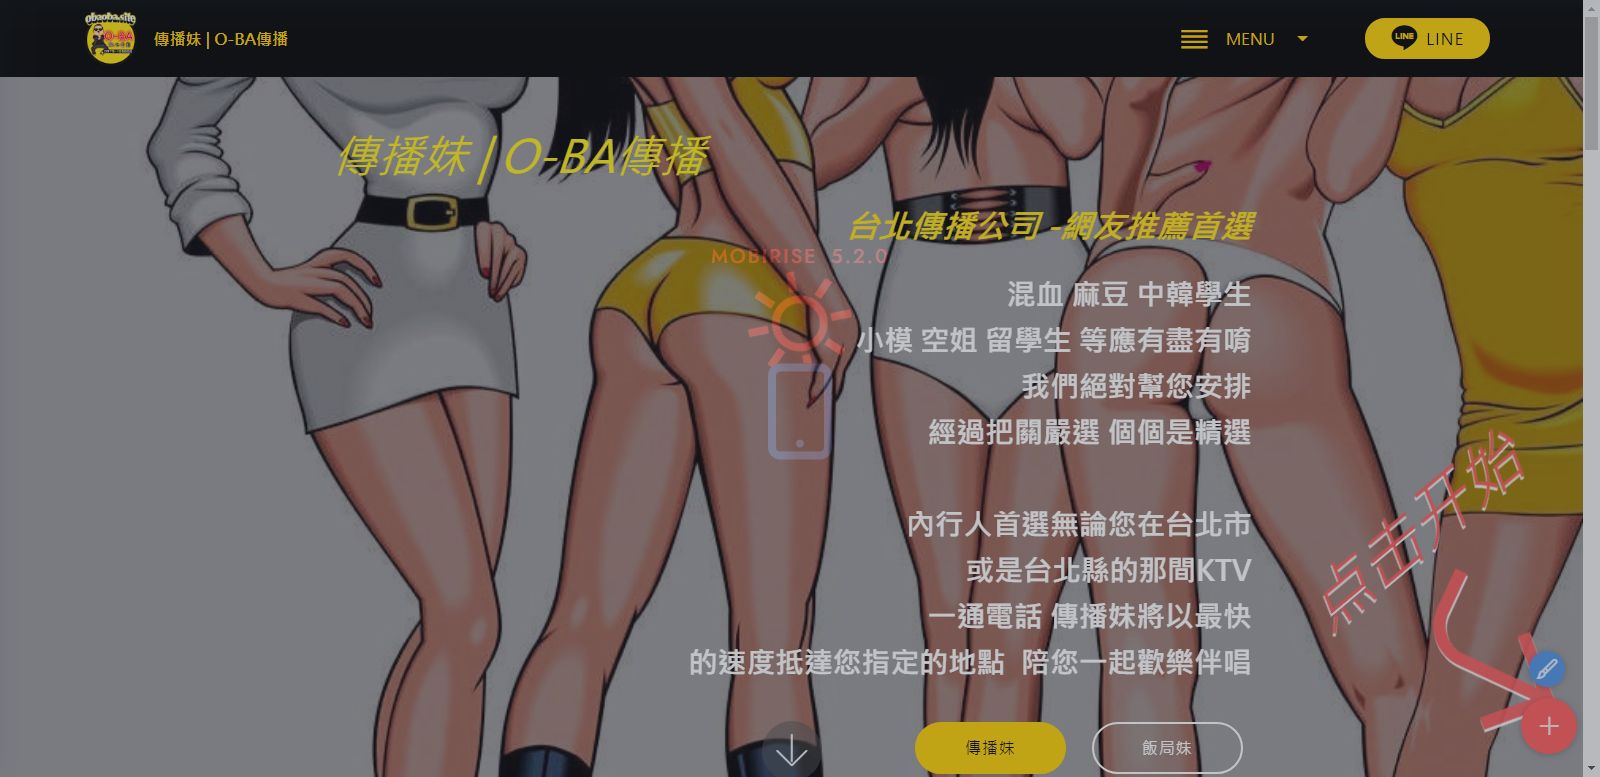 obaoba.site
O-BA
傳播妹 | O-BA傳播
MENU
LINE
LINE
傳播妹 | O-BA傳播
台北傳播公司 -網友推薦首選
MOBIRISE 5.2.0
混血 麻豆 中韓學生
小模 空姐 留學生 等應有盡有唷
我們絕對幫您安排
經過把關嚴選 個個是精選
內行人首選無論您在台北市
或是台北縣的那間KTV
一通電話 傳播妹將以最快
的速度抵達您指定的地點 陪您一起歡樂伴唱
点击开始
傳播妹
飯局妹